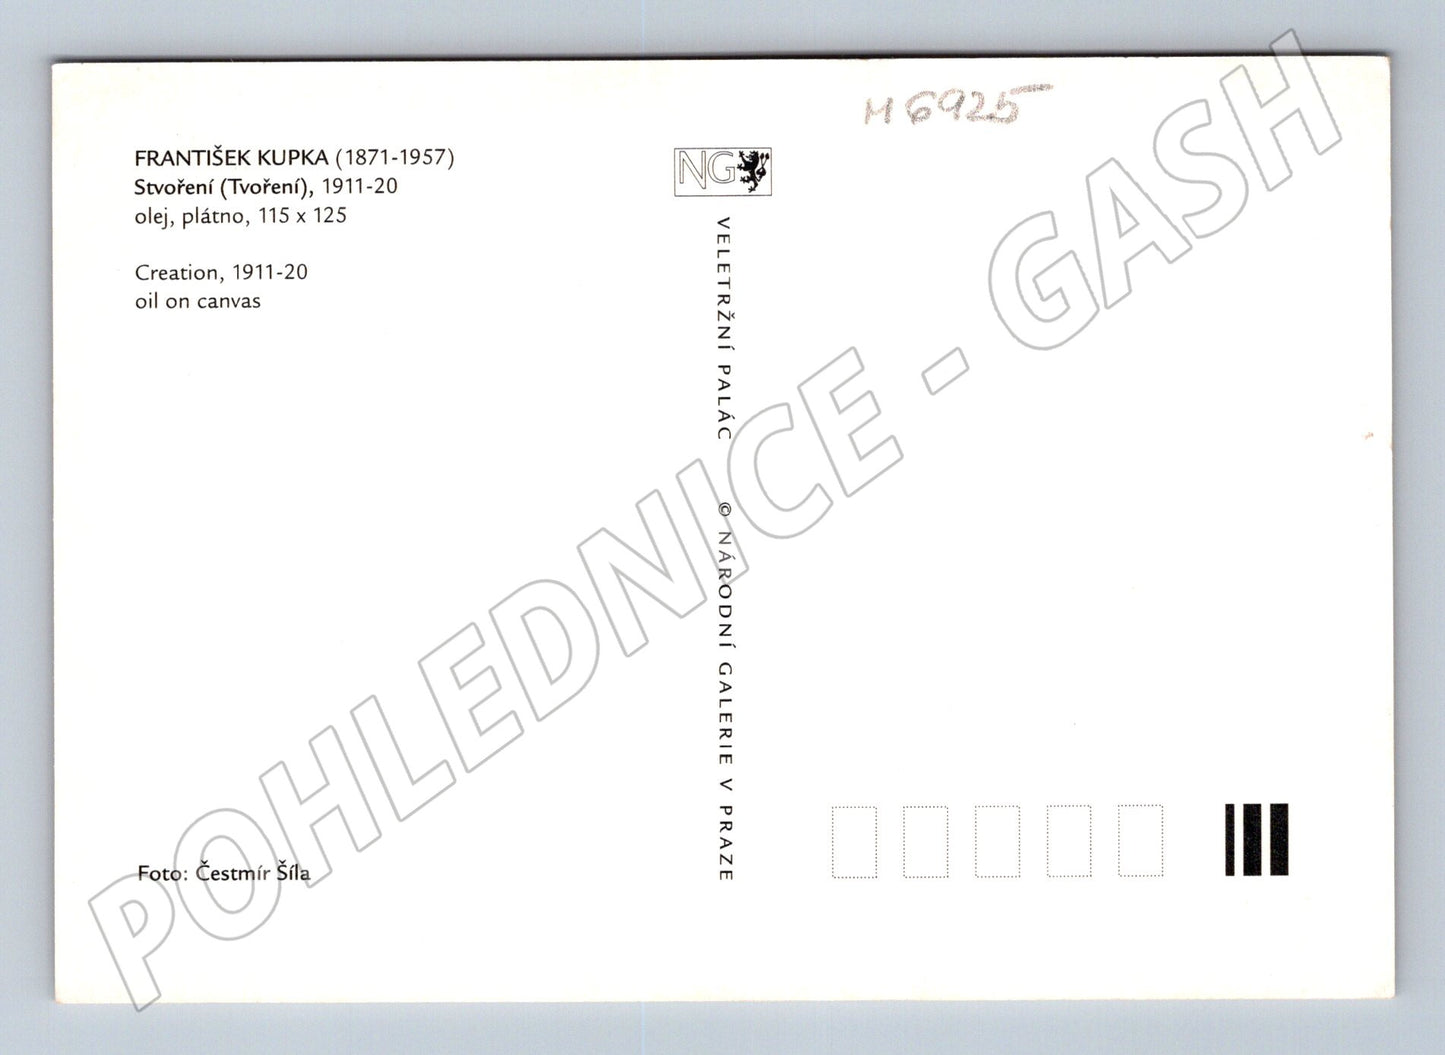 M 6925
FRANTIŠEK KUPKA (1871-1957)
Stvoření (Tvoření), 1911-20
olej, plátno, 115 x 125
Creation, 1911-20
oil on canvas
NG
VELETRŽNÍ PALÁC © NÁRODNÍ GALERIE V PRAZE
Foto: Čestmír Šíla
POHLEDNICE - GASH